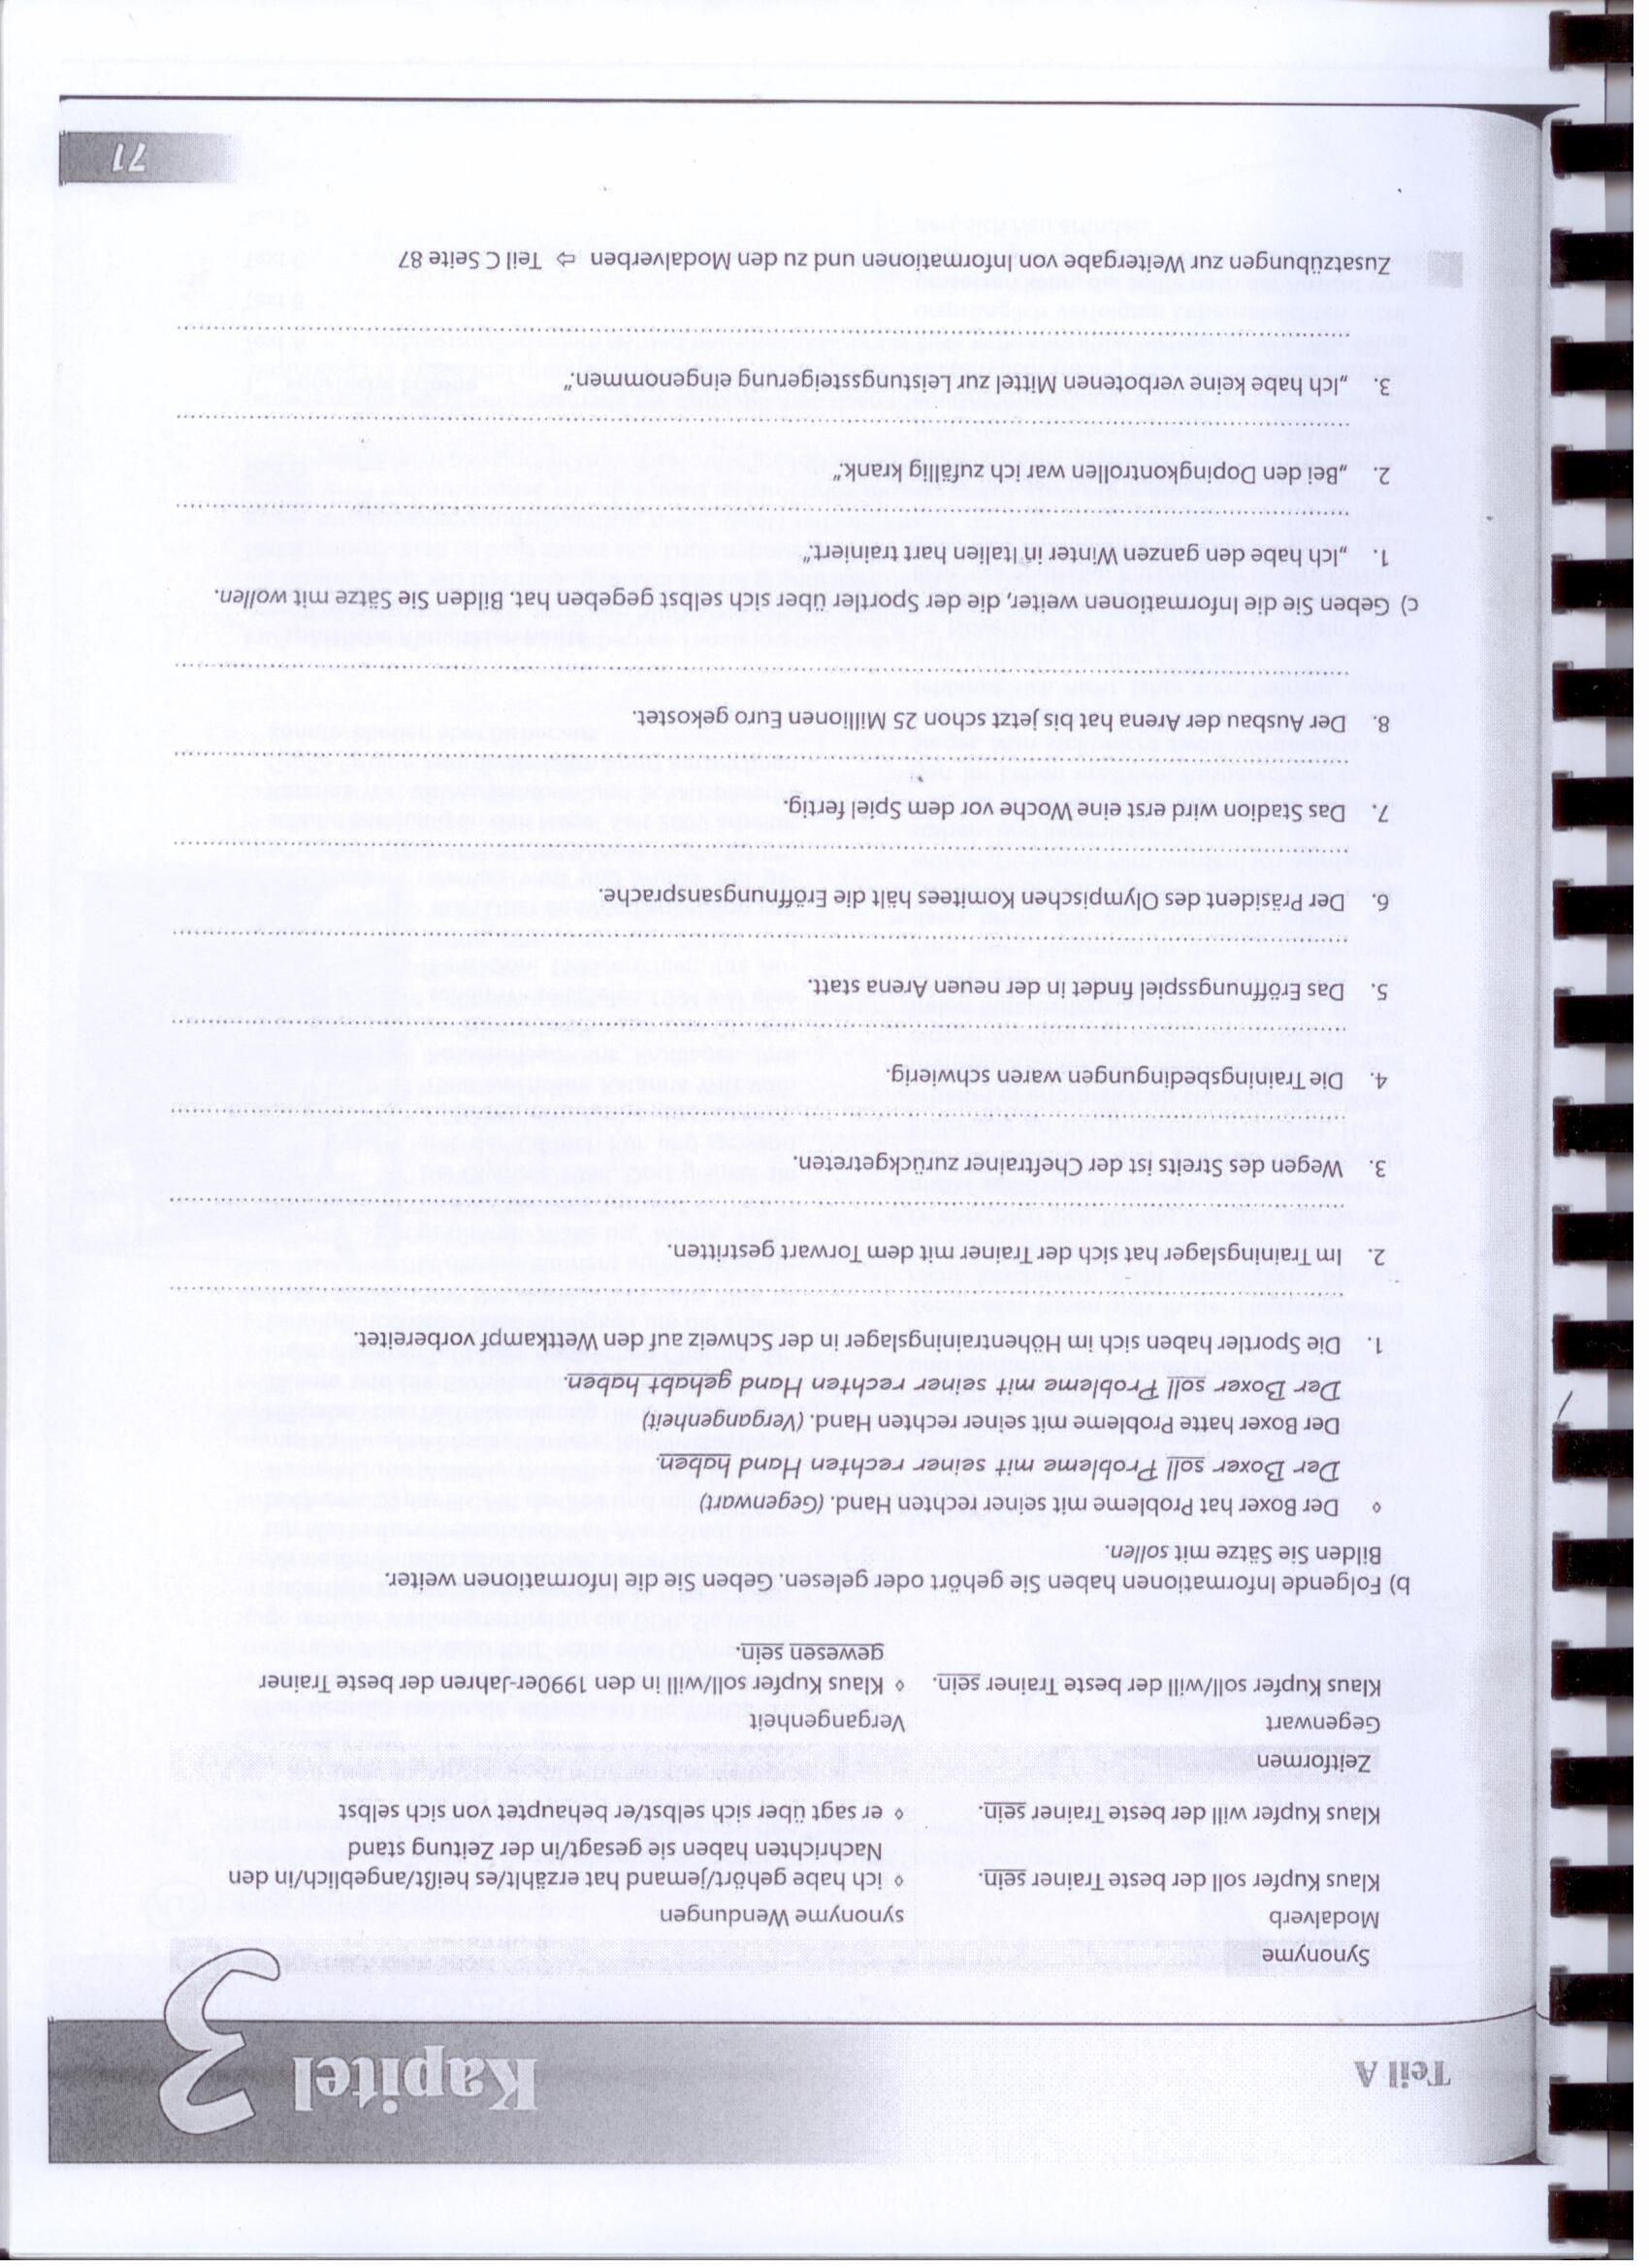 Teil A
Kapitel 3
Synonyme
Modalverb
synonyme Wendungen
Klaus Kupfer soll der beste Trainer sein.
◊ ich habe gehört/jemand hat erzählt/es heißt/angeblich/in den
Nachrichten haben sie gesagt/in der Zeitung stand
Klaus Kupfer will der beste Trainer sein.
◊ er sagt über sich selbst/er behauptet von sich selbst
Zeitformen
Gegenwart
Vergangenheit
Klaus Kupfer soll/will der beste Trainer sein.
◊ Klaus Kupfer soll/will in den 1990er-Jahren der beste Trainer
gewesen sein.
b) Folgende Informationen haben Sie gehört oder gelesen. Geben Sie die Informationen weiter.
Bilden Sie Sätze mit sollen.
◊ Der Boxer hat Probleme mit seiner rechten Hand. (Gegenwart)
Der Boxer soll Probleme mit seiner rechten Hand haben.
Der Boxer hatte Probleme mit seiner rechten Hand. (Vergangenheit)
Der Boxer soll Probleme mit seiner rechten Hand gehabt haben.
1. Die Sportler haben sich im Höhentrainingslager in der Schweiz auf den Wettkampf vorbereitet.
2. Im Trainingslager hat sich der Trainer mit dem Torwart gestritten.
3. Wegen des Streits ist der Cheftrainer zurückgetreten.
4. Die Trainingsbedingungen waren schwierig.
5. Das Eröffnungsspiel findet in der neuen Arena statt.
6. Der Präsident des Olympischen Komitees hält die Eröffnungsansprache.
7. Das Stadion wird erst eine Woche vor dem Spiel fertig.
8. Der Ausbau der Arena hat bis jetzt schon 25 Millionen Euro gekostet.
c) Geben Sie die Informationen weiter, die der Sportler über sich selbst gegeben hat. Bilden Sie Sätze mit wollen.
1. „Ich habe den ganzen Winter in Italien hart trainiert.“
2. „Bei den Dopingkontrollen war ich zufällig krank.“
3. „Ich habe keine verbotenen Mittel zur Leistungssteigerung eingenommen.“
Zusatzübungen zur Weitergabe von Informationen und zu den Modalverben ⇨ Teil C Seite 87
71